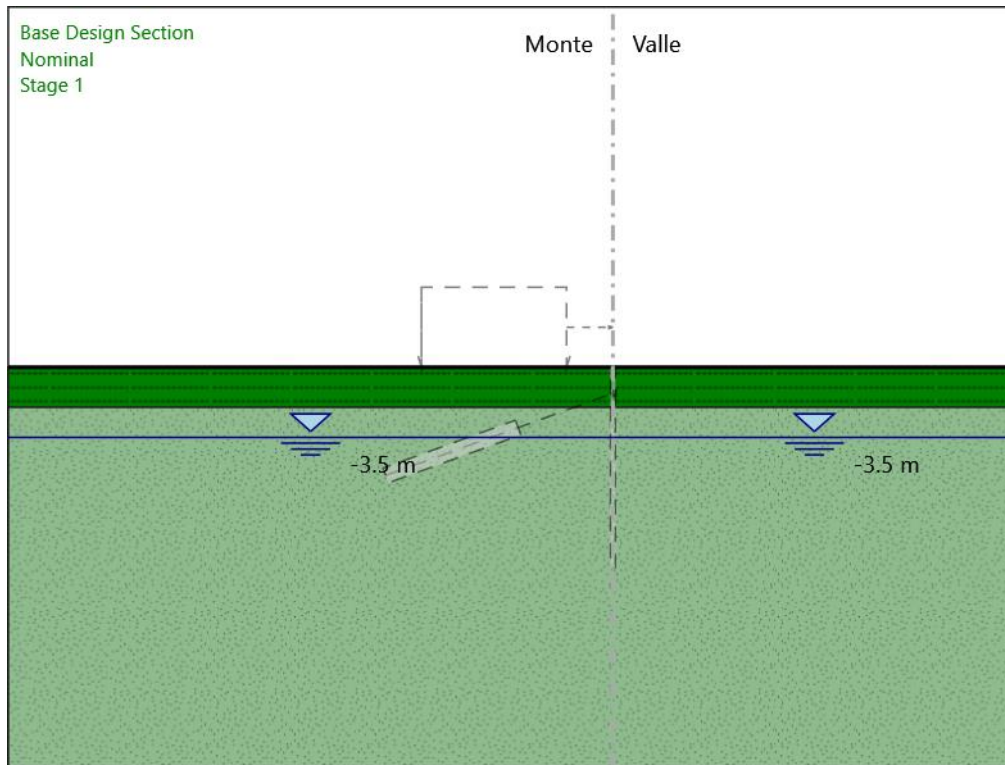 Base Design Section
Nominal
Stage 1
Monte
Valle
-3.5 m
-3.5 m